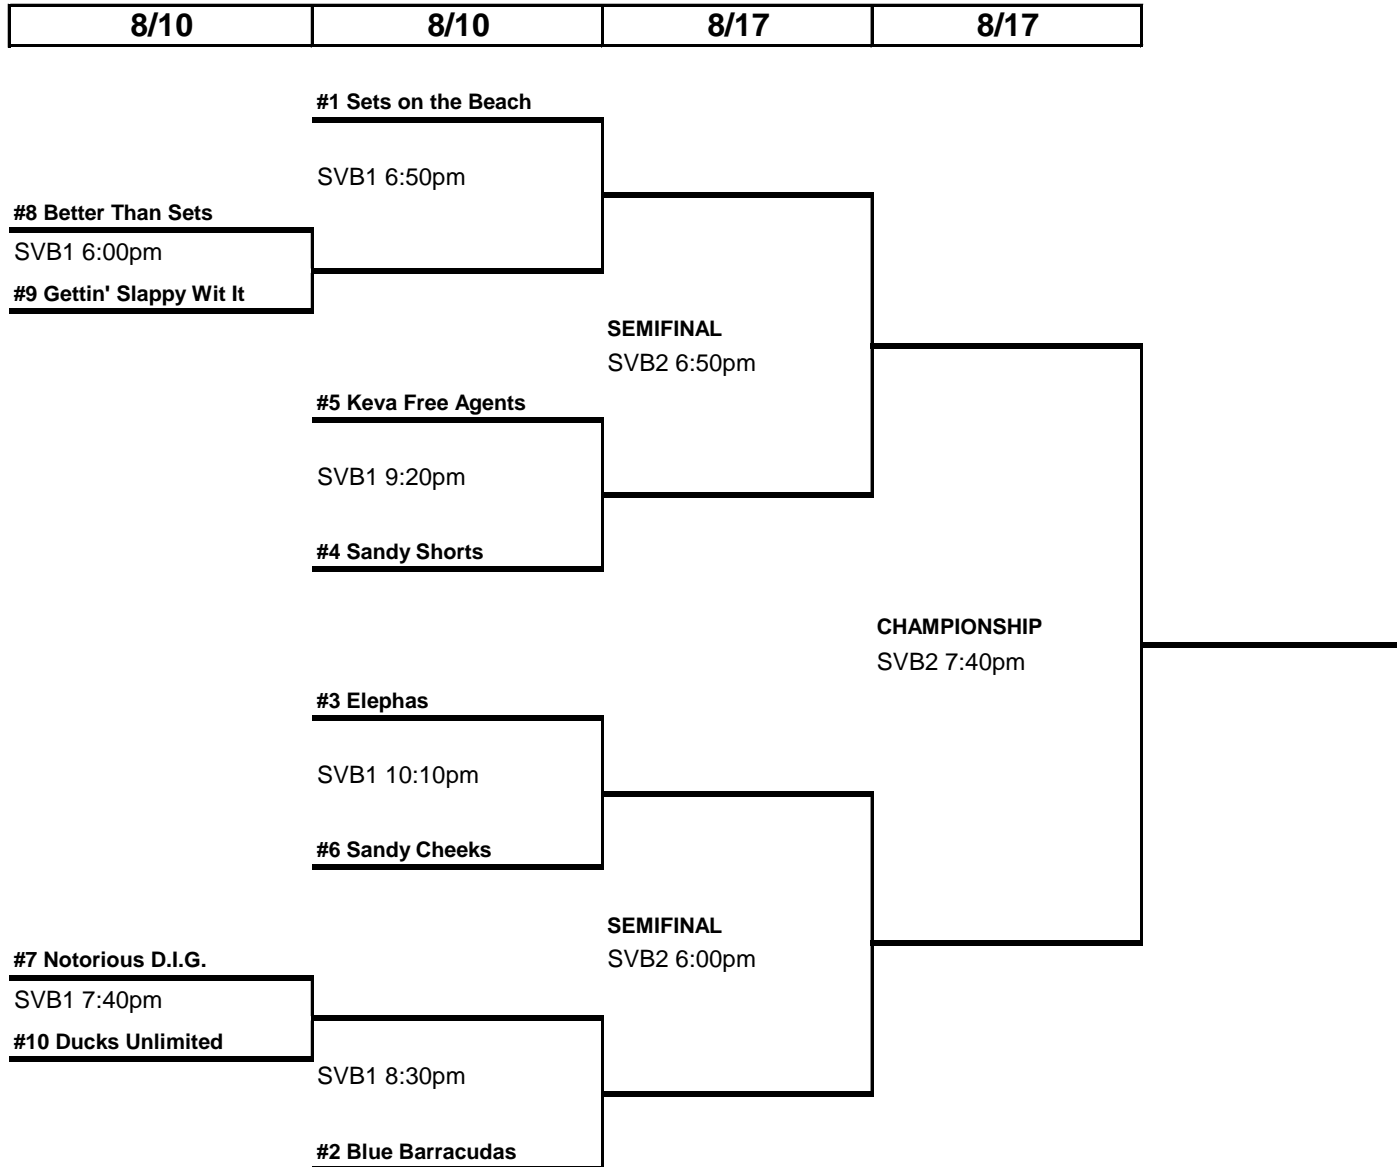 8/10 8/10 8/17 8/17
#1 Sets on the Beach
SVB1 6:50pm
#8 Better Than Sets
SVB1 6:00pm
#9 Gettin' Slappy Wit It
SEMIFINAL
SVB2 6:50pm
#5 Keva Free Agents
SVB1 9:20pm
#4 Sandy Shorts
CHAMPIONSHIP
SVB2 7:40pm
#3 Elephas
SVB1 10:10pm
#6 Sandy Cheeks
SEMIFINAL
SVB2 6:00pm
#7 Notorious D.I.G.
SVB1 7:40pm
#10 Ducks Unlimited
SVB1 8:30pm
#2 Blue Barracudas